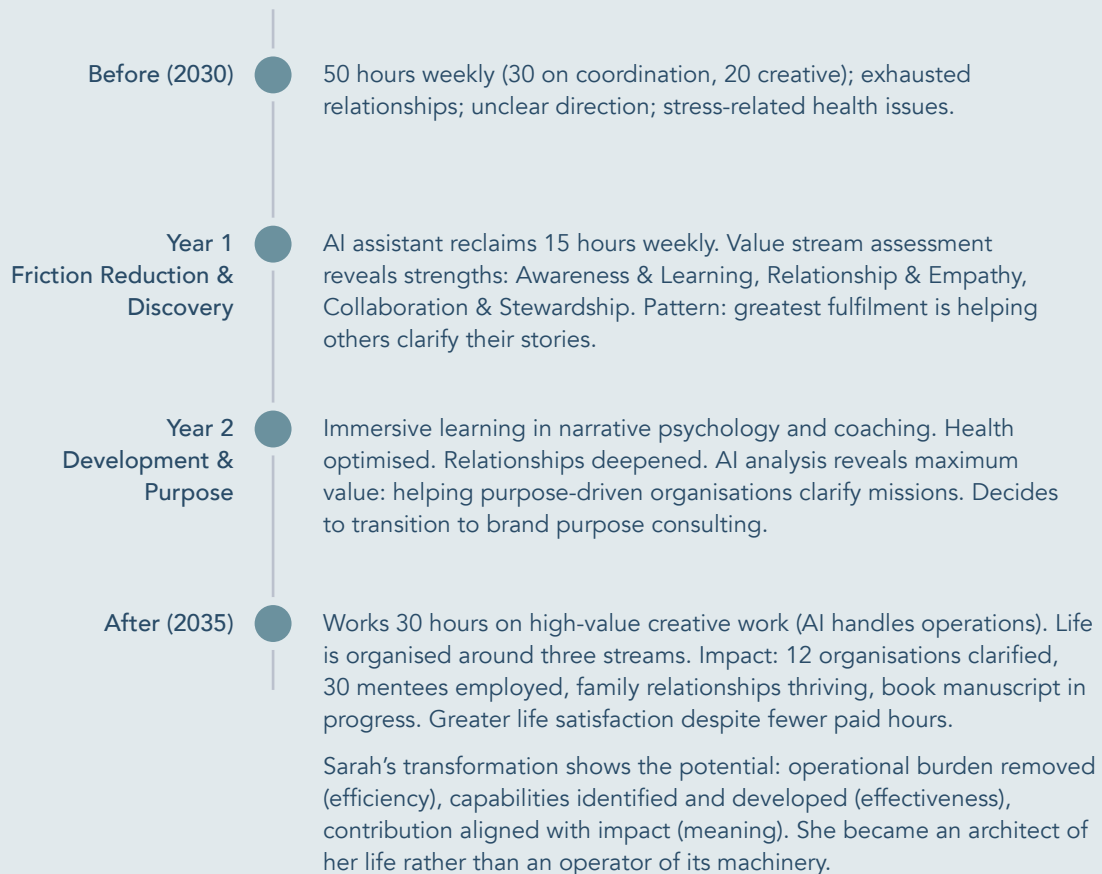 Before (2030)
50 hours weekly (30 on coordination, 20 creative); exhausted
relationships; unclear direction; stress-related health issues.
Year 1
Friction Reduction &
Discovery
AI assistant reclaims 15 hours weekly. Value stream assessment
reveals strengths: Awareness & Learning, Relationship & Empathy,
Collaboration & Stewardship. Pattern: greatest fulfilment is helping
others clarify their stories.
Year 2
Development &
Purpose
Immersive learning in narrative psychology and coaching. Health
optimised. Relationships deepened. AI analysis reveals maximum
value: helping purpose-driven organisations clarify missions. Decides
to transition to brand purpose consulting.
After (2035)
Works 30 hours on high-value creative work (AI handles operations). Life
is organised around three streams. Impact: 12 organisations clarified,
30 mentees employed, family relationships thriving, book manuscript in
progress. Greater life satisfaction despite fewer paid hours.
Sarah’s transformation shows the potential: operational burden removed
(efficiency), capabilities identified and developed (effectiveness),
contribution aligned with impact (meaning). She became an architect of
her life rather than an operator of its machinery.